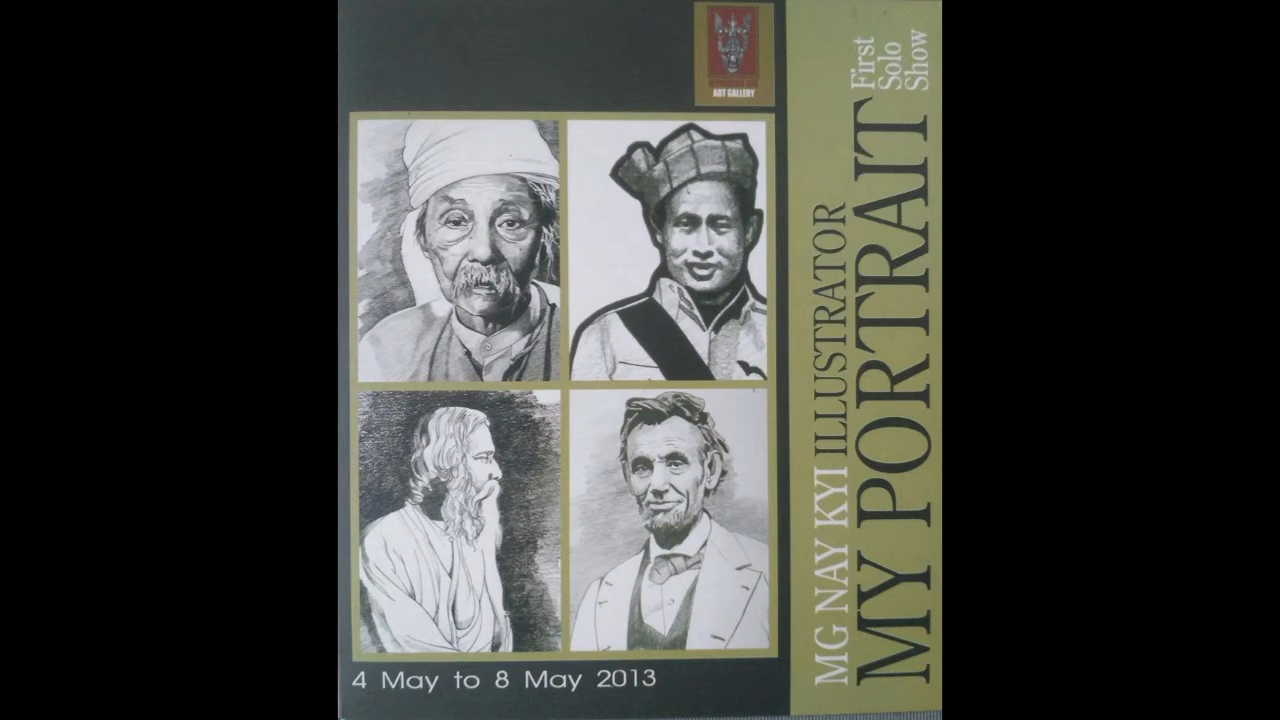 ART GALLERY
First
Solo
Show
MG NAY KYI ILLUSTRATOR
MY PORTRAIT
4 May to 8 May 2013